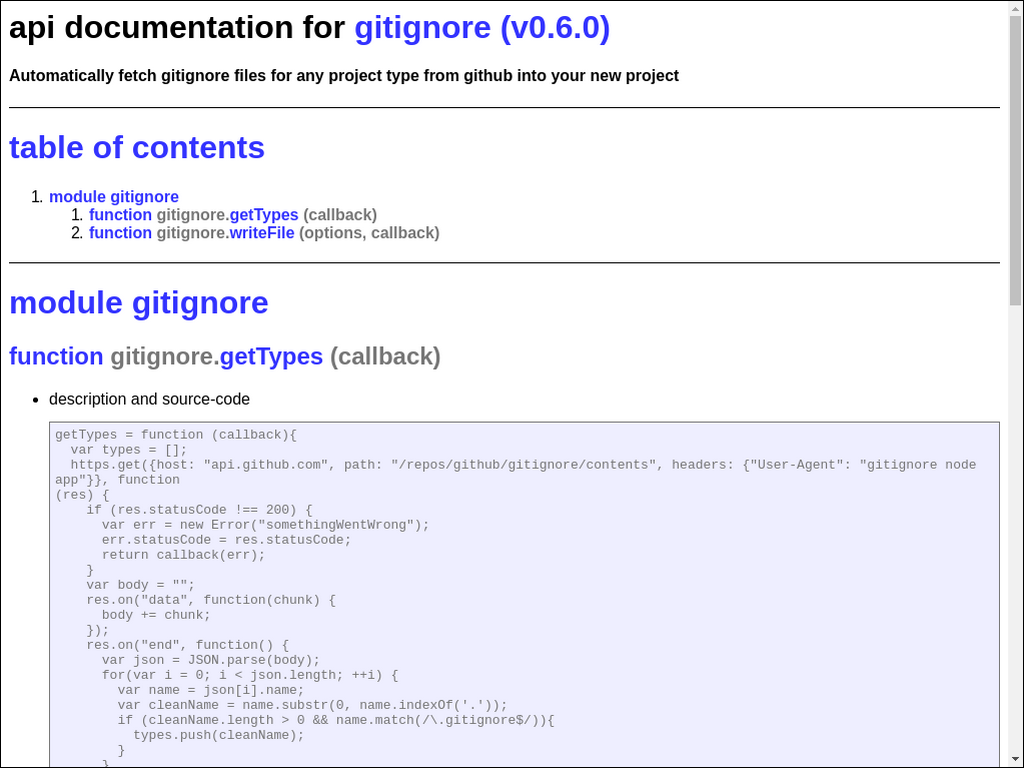 api documentation for gitignore (v0.6.0)
Automatically fetch gitignore files for any project type from github into your new project
table of contents
1. module gitignore
1. function gitignore.getTypes (callback)
2. function gitignore.writeFile (options, callback)
module gitignore
function gitignore.getTypes (callback)
• description and source-code
getTypes = function (callback){
  var types = [];
  https.get({host: "api.github.com", path: "/repos/github/gitignore/contents", headers: {"User-Agent": "gitignore node
app"}}, function
(res) {
    if (res.statusCode !== 200) {
      var err = new Error("somethingWentWrong");
      err.statusCode = res.statusCode;
      return callback(err);
    }
    var body = "";
    res.on("data", function(chunk) {
      body += chunk;
    });
    res.on("end", function() {
      var json = JSON.parse(body);
      for(var i = 0; i < json.length; ++i) {
        var name = json[i].name;
        var cleanName = name.substr(0, name.indexOf('.'));
        if (cleanName.length > 0 && name.match(/\.gitignore$/)){
          types.push(cleanName);
        }
      }